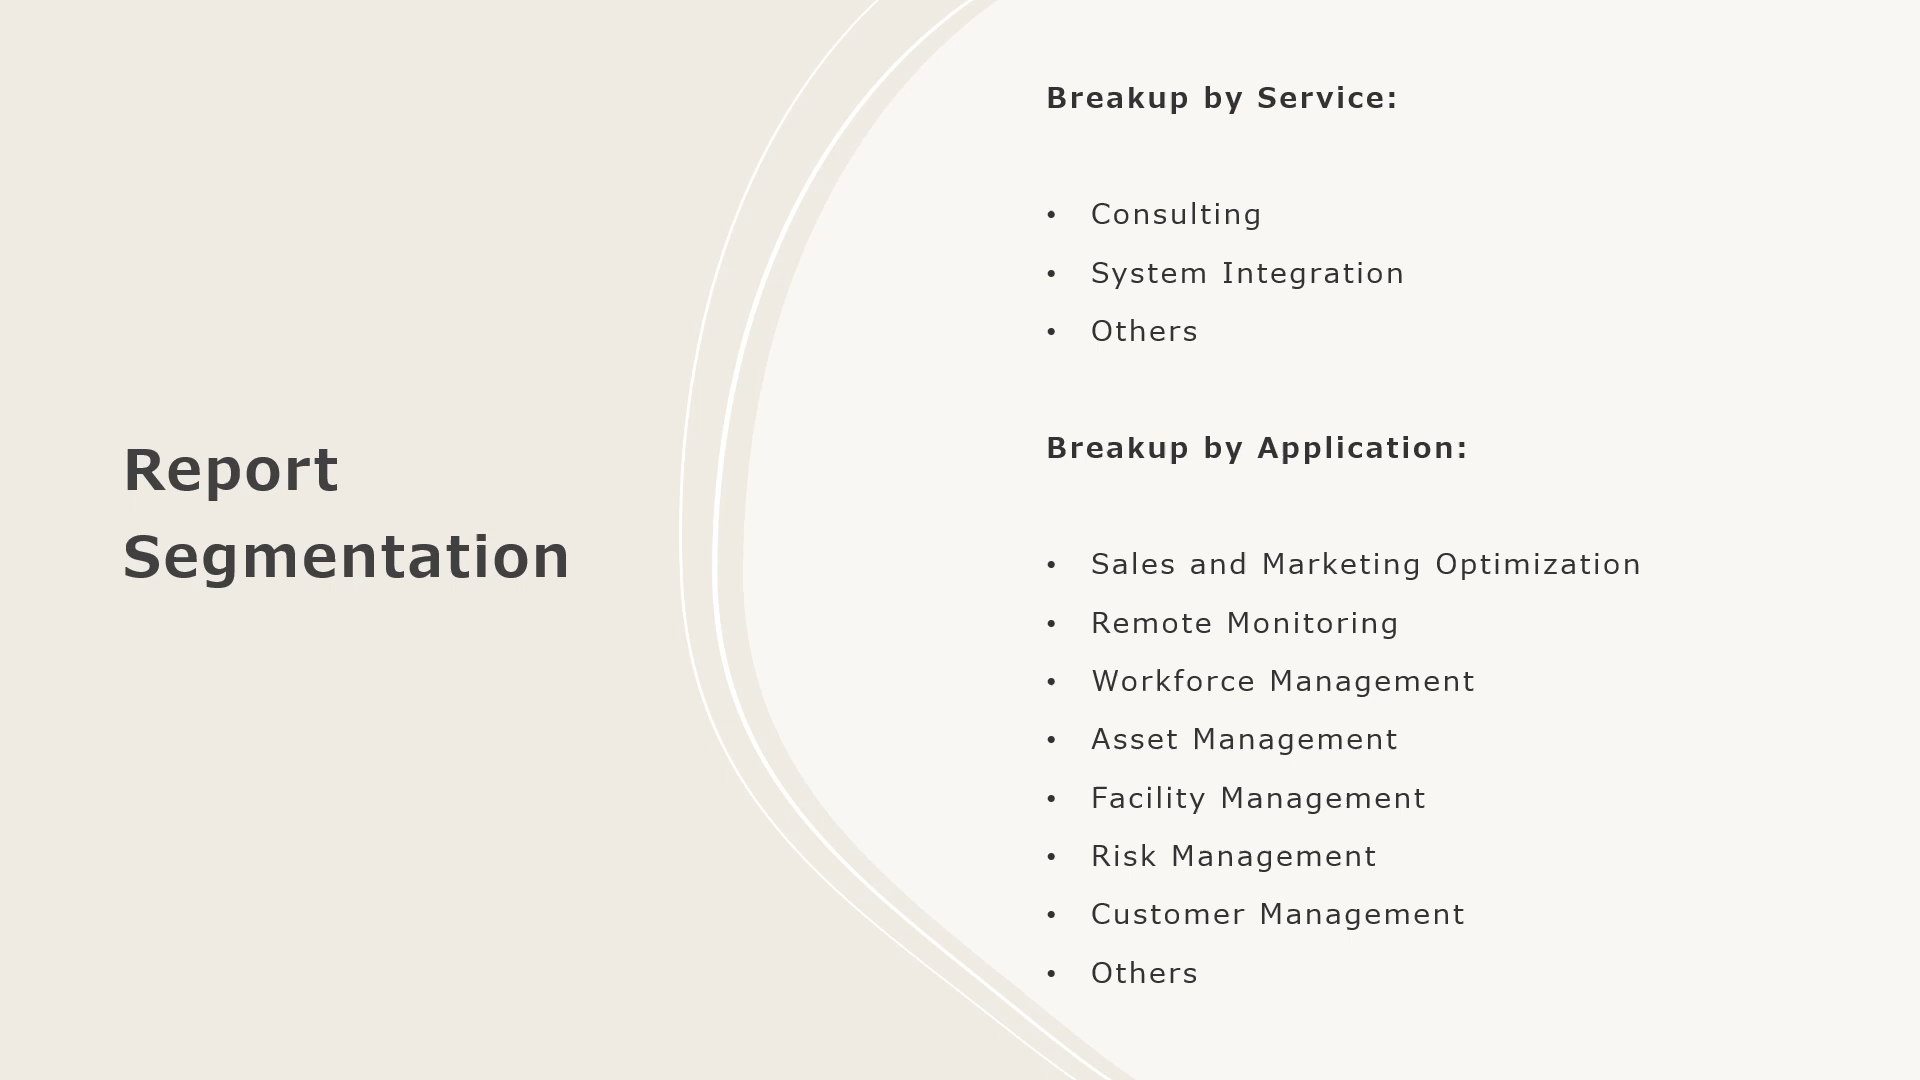 Report
Segmentation
Breakup by Service:
• Consulting
• System Integration
• Others
Breakup by Application:
• Sales and Marketing Optimization
• Remote Monitoring
• Workforce Management
• Asset Management
• Facility Management
• Risk Management
• Customer Management
• Others